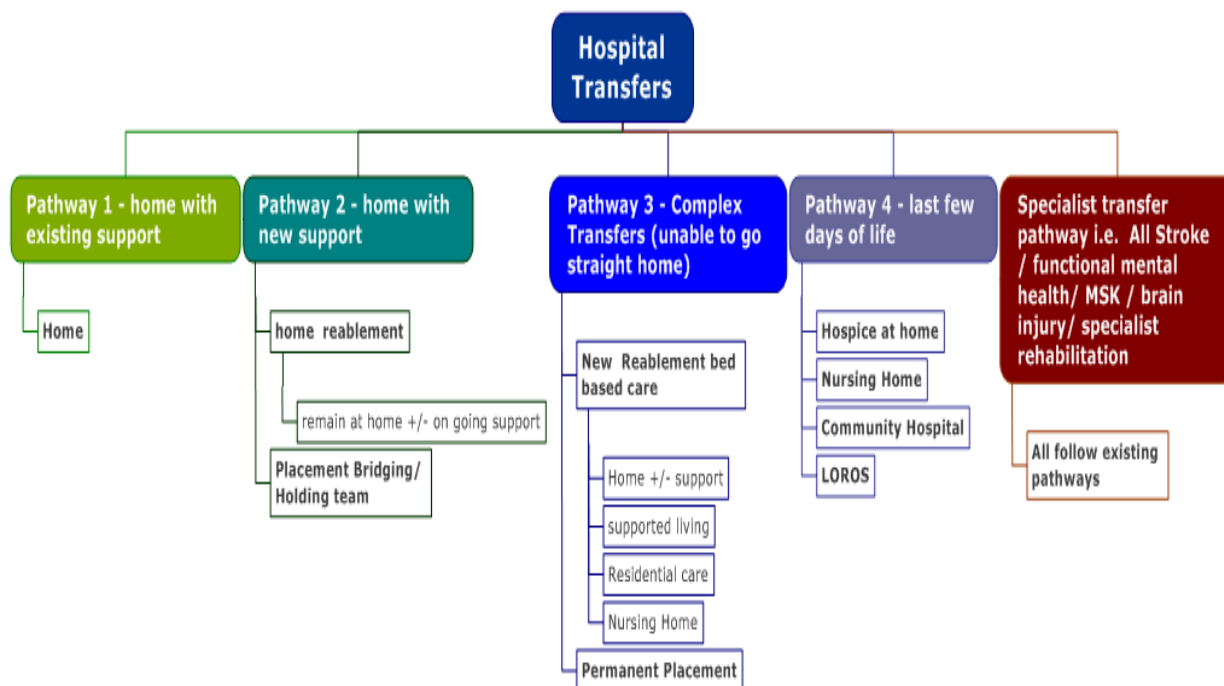 Hospital
Transfers
Pathway 1 - home with
existing support
Home
Pathway 2 - home with
new support
home reablement
remain at home +/- on going support
Placement Bridging/
Holding team
Pathway 3 - Complex
Transfers (unable to go
straight home)
New Reablement bed
based care
Home +/- support
supported living
Residential care
Nursing Home
Permanent Placement
Pathway 4 - last few
days of life
Hospice at home
Nursing Home
Community Hospital
LOROS
Specialist transfer
pathway i.e. All Stroke
/ functional mental
health/ MSK / brain
injury/ specialist
rehabilitation
All follow existing
pathways